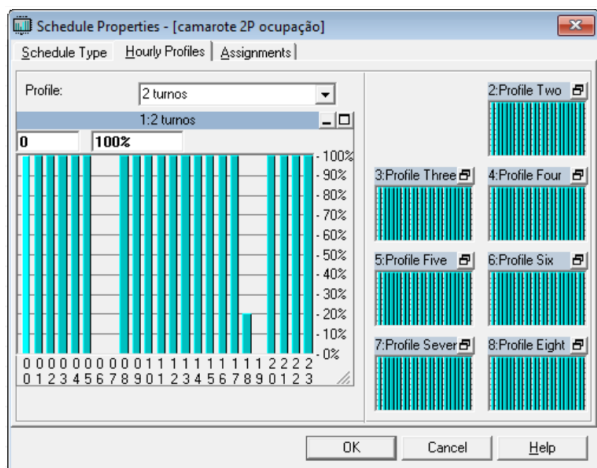 Schedule Properties - [camarote 2P ocupação]
Schedule Type Hourly Profiles Assignments
Profile: 2 turnos
1:2 turnos
0 100%
100%
90%
80%
70%
60%
50%
40%
30%
20%
10%
0%
0 0 0 0 0 0 0 0 0 0 1 1 1 1 1 1 1 1 1 1 2 2 2 2
0 1 2 3 4 5 6 7 8 9 0 1 2 3 4 5 6 7 8 9 0 1 2 3
2:Profile Two
3:Profile Three 4:Profile Four
5:Profile Five 6:Profile Six
7:Profile Sever 8:Profile Eight
OK Cancel Help